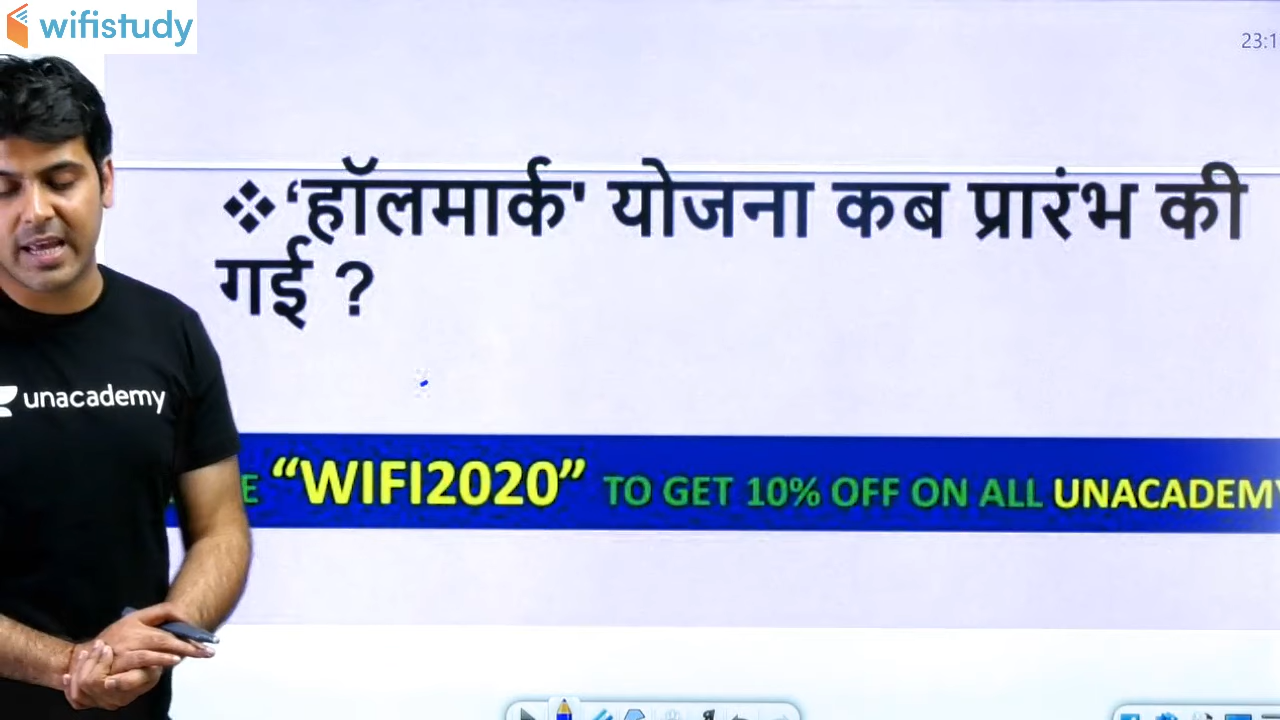 wifistudy
23:1
❖‘हॉलमार्क' योजना कब प्रारंभ की
गई ?
unacademy
E “WIFI2020” TO GET 10% OFF ON ALL UNACADEMY